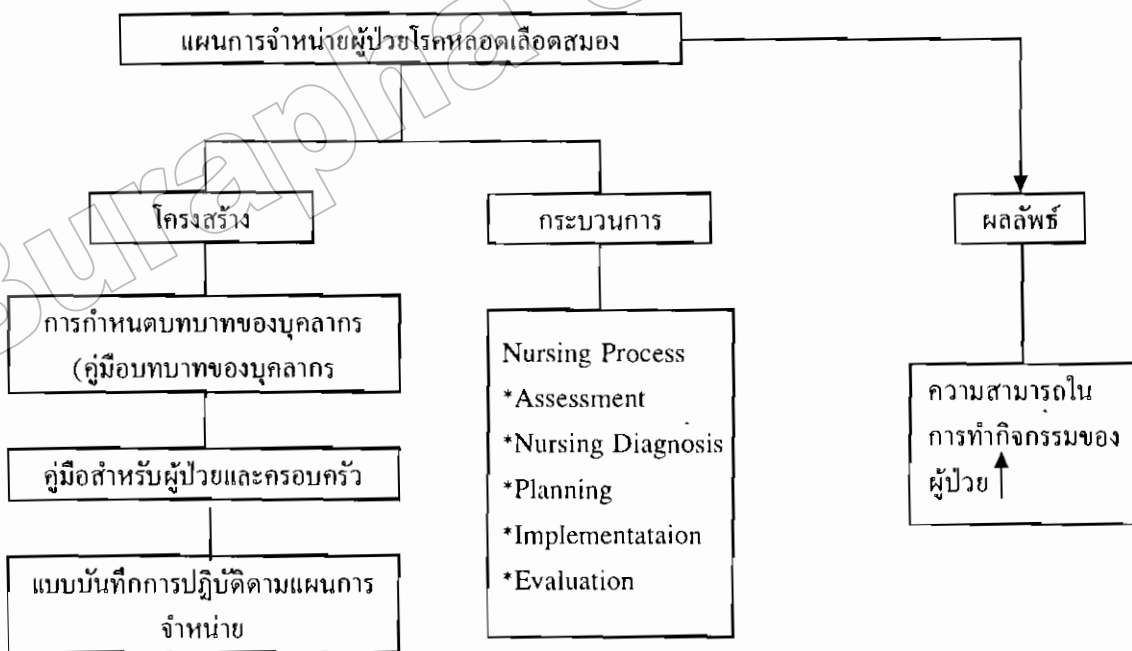 แผนการจำหน่ายผู้ป่วยโรคหลอดเลือดสมอง
โครงสร้าง
กระบวนการ
ผลลัพธ์
การกำหนดบทบาทของบุคลากร
(คู่มือบทบาทของบุคลากร
คู่มือสำหรับผู้ป่วยและครอบครัว
แบบบันทึกการปฏิบัติตามแผนการ
จำหน่าย
Nursing Process
*Assessment
*Nursing Diagnosis
*Planning
*Implementataion
*Evaluation
ความสามารถใน
การทำกิจกรรมของ
ผู้ป่วย
Burapha